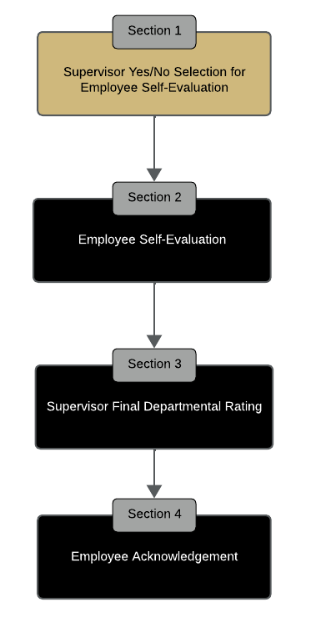 Section 1
Supervisor Yes/No Selection for
Employee Self-Evaluation
Section 2
Employee Self-Evaluation
Section 3
Supervisor Final Departmental Rating
Section 4
Employee Acknowledgement